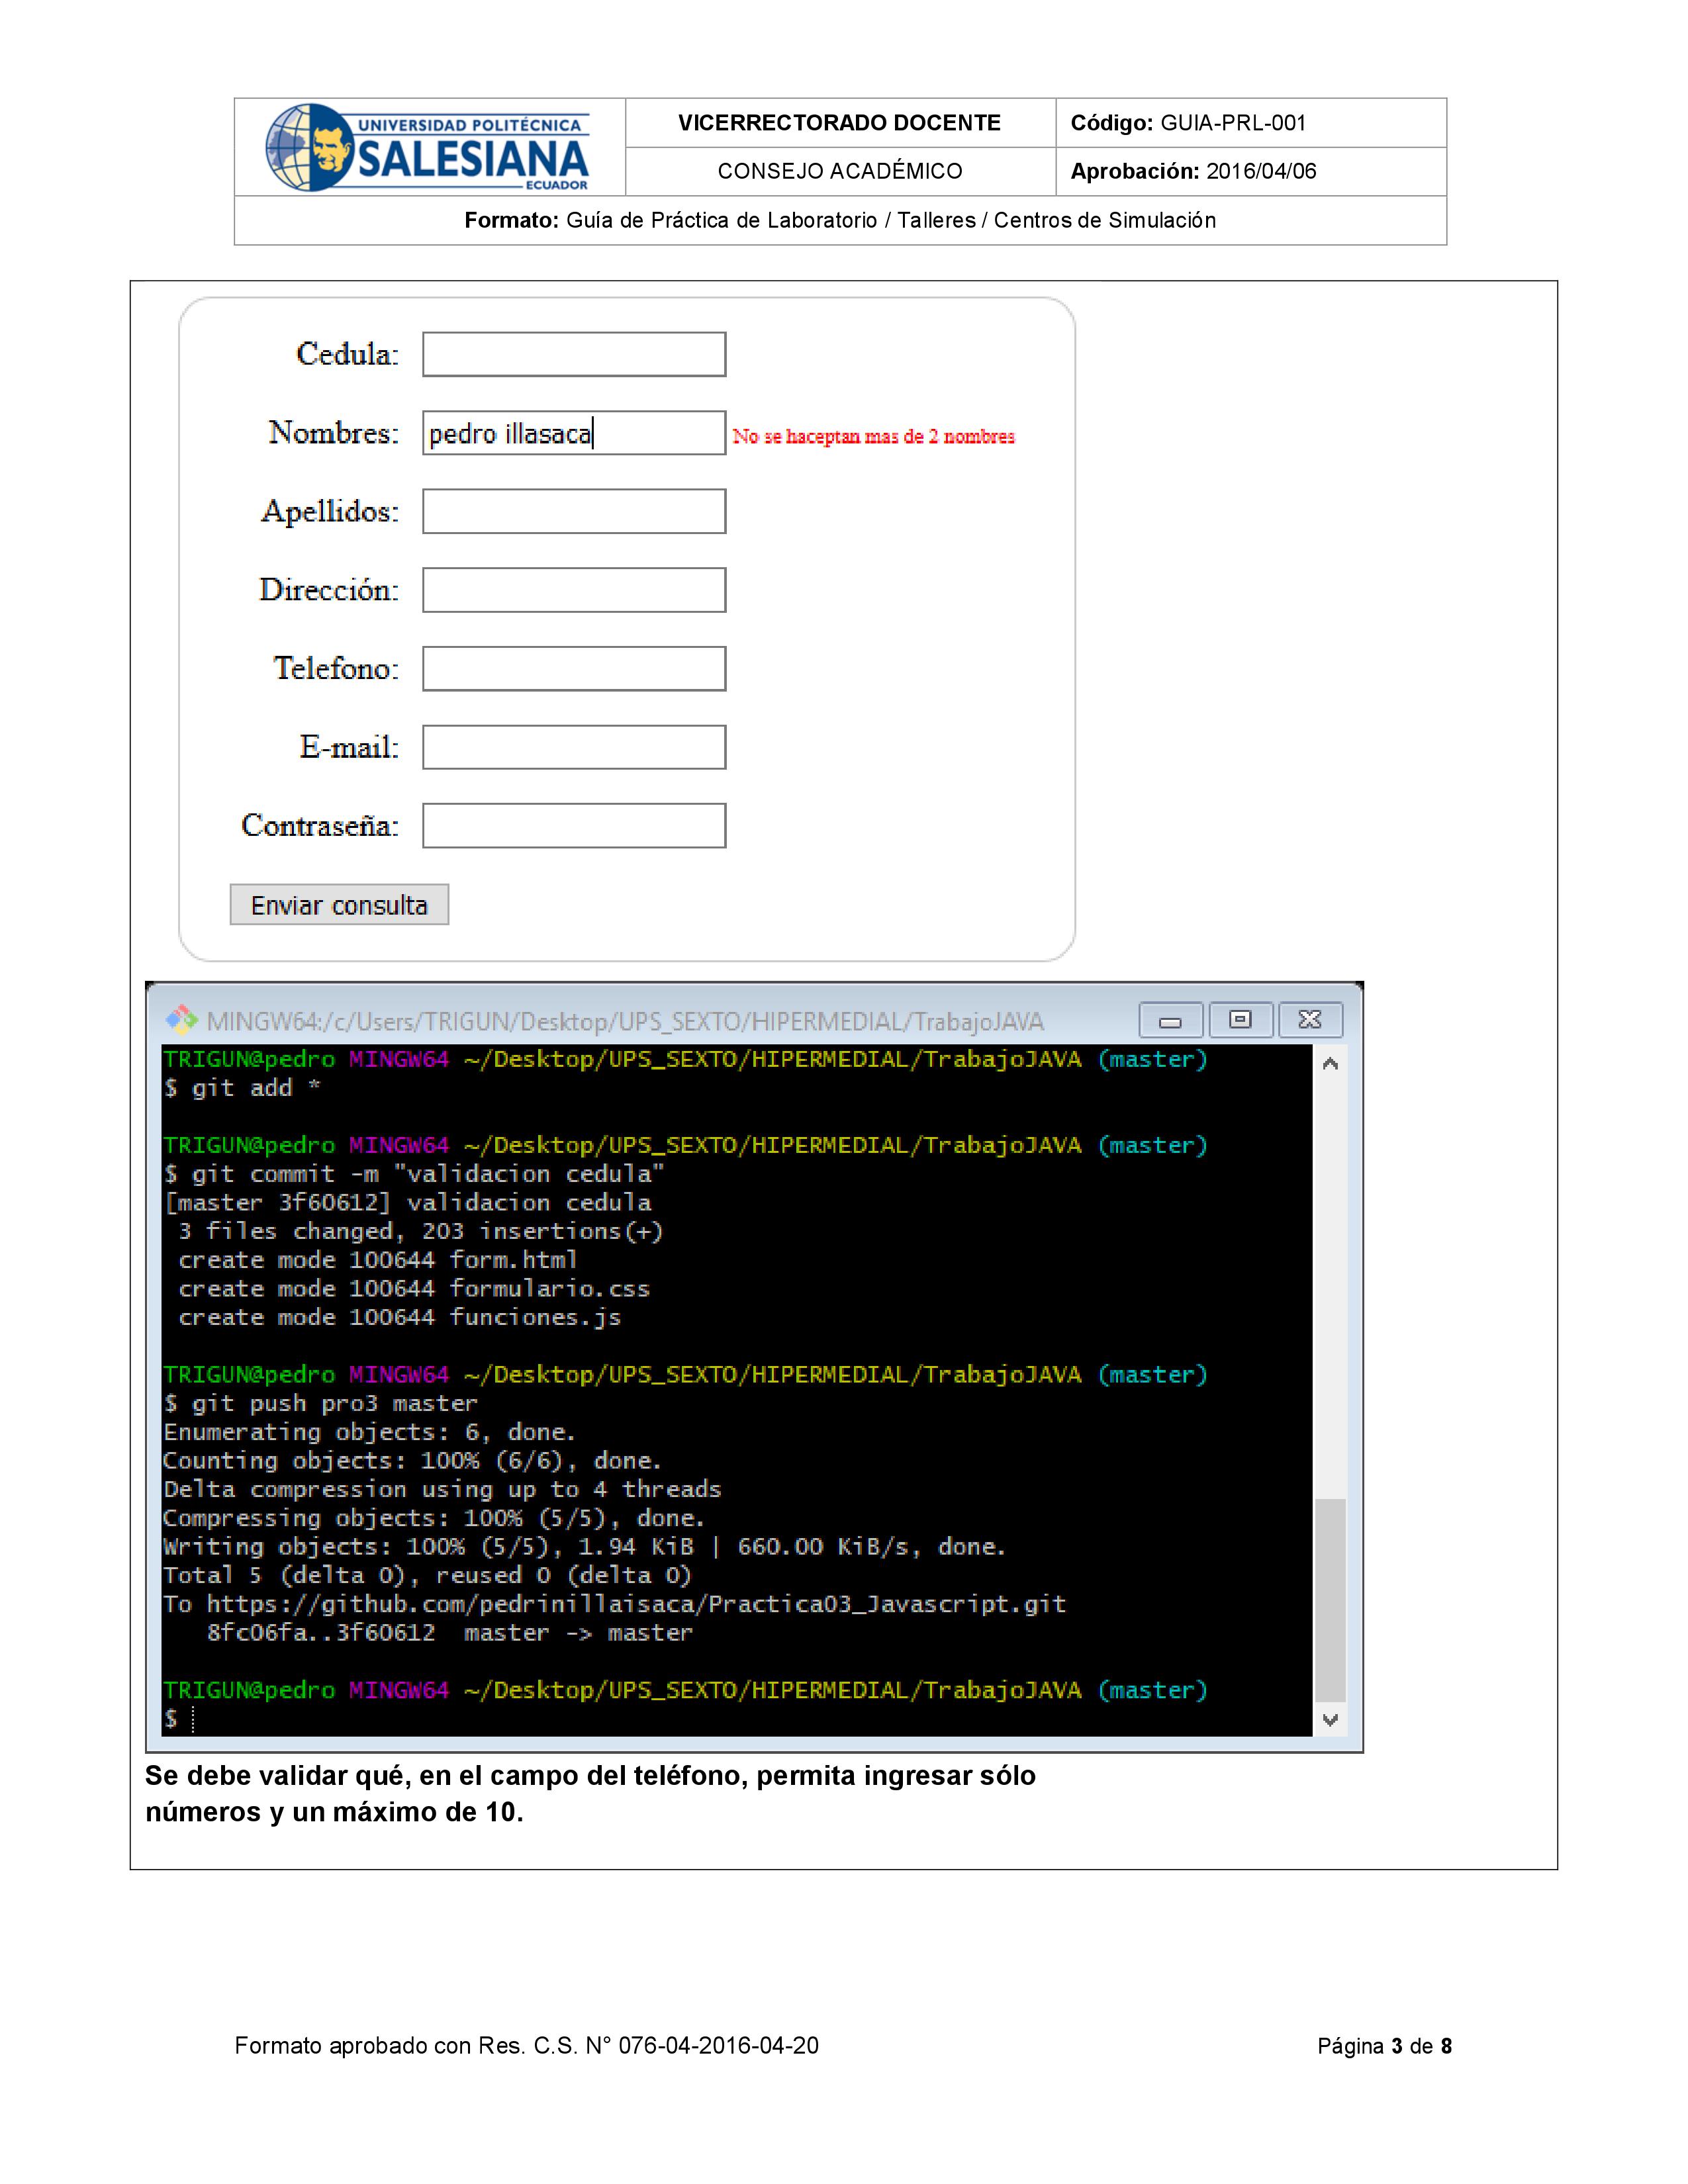 UNIVERSIDAD POLITÉCNICA
SALESIANA
ECUADOR
VICERRECTORADO DOCENTE
Código: GUIA-PRL-001
CONSEJO ACADÉMICO
Aprobación: 2016/04/06
Formato: Guía de Práctica de Laboratorio / Talleres / Centros de Simulación
Cedula:
Nombres: pedro illasaca No se haceptan mas de 2 nombres
Apellidos:
Dirección:
Telefono:
E-mail:
Contraseña:
Enviar consulta
MINGW64:/c/Users/TRIGUN/Desktop/UPS_SEXTO/HIPERMEDIAL/TrabajoJAVA
TRIGUN@pedro MINGW64 ~/Desktop/UPS_SEXTO/HIPERMEDIAL/TrabajoJAVA (master)
$ git add *
TRIGUN@pedro MINGW64 ~/Desktop/UPS_SEXTO/HIPERMEDIAL/TrabajoJAVA (master)
$ git commit -m "validacion cedula"
[master 3f60612] validacion cedula
3 files changed, 203 insertions(+)
create mode 100644 form.html
create mode 100644 formulario.css
create mode 100644 funciones.js
TRIGUN@pedro MINGW64 ~/Desktop/UPS_SEXTO/HIPERMEDIAL/TrabajoJAVA (master)
$ git push pro3 master
Enumerating objects: 6, done.
Counting objects: 100% (6/6), done.
Delta compression using up to 4 threads
Compressing objects: 100% (5/5), done.
Writing objects: 100% (5/5), 1.94 KiB | 660.00 KiB/s, done.
Total 5 (delta 0), reused 0 (delta 0)
To https://github.com/pedrinillaisaca/Practica03_Javascript.git
8fc06fa..3f60612 master -> master
TRIGUN@pedro MINGW64 ~/Desktop/UPS_SEXTO/HIPERMEDIAL/TrabajoJAVA (master)
$
Se debe validar qué, en el campo del teléfono, permita ingresar sólo
números y un máximo de 10.
Formato aprobado con Res. C.S. N° 076-04-2016-04-20
Página 3 de 8